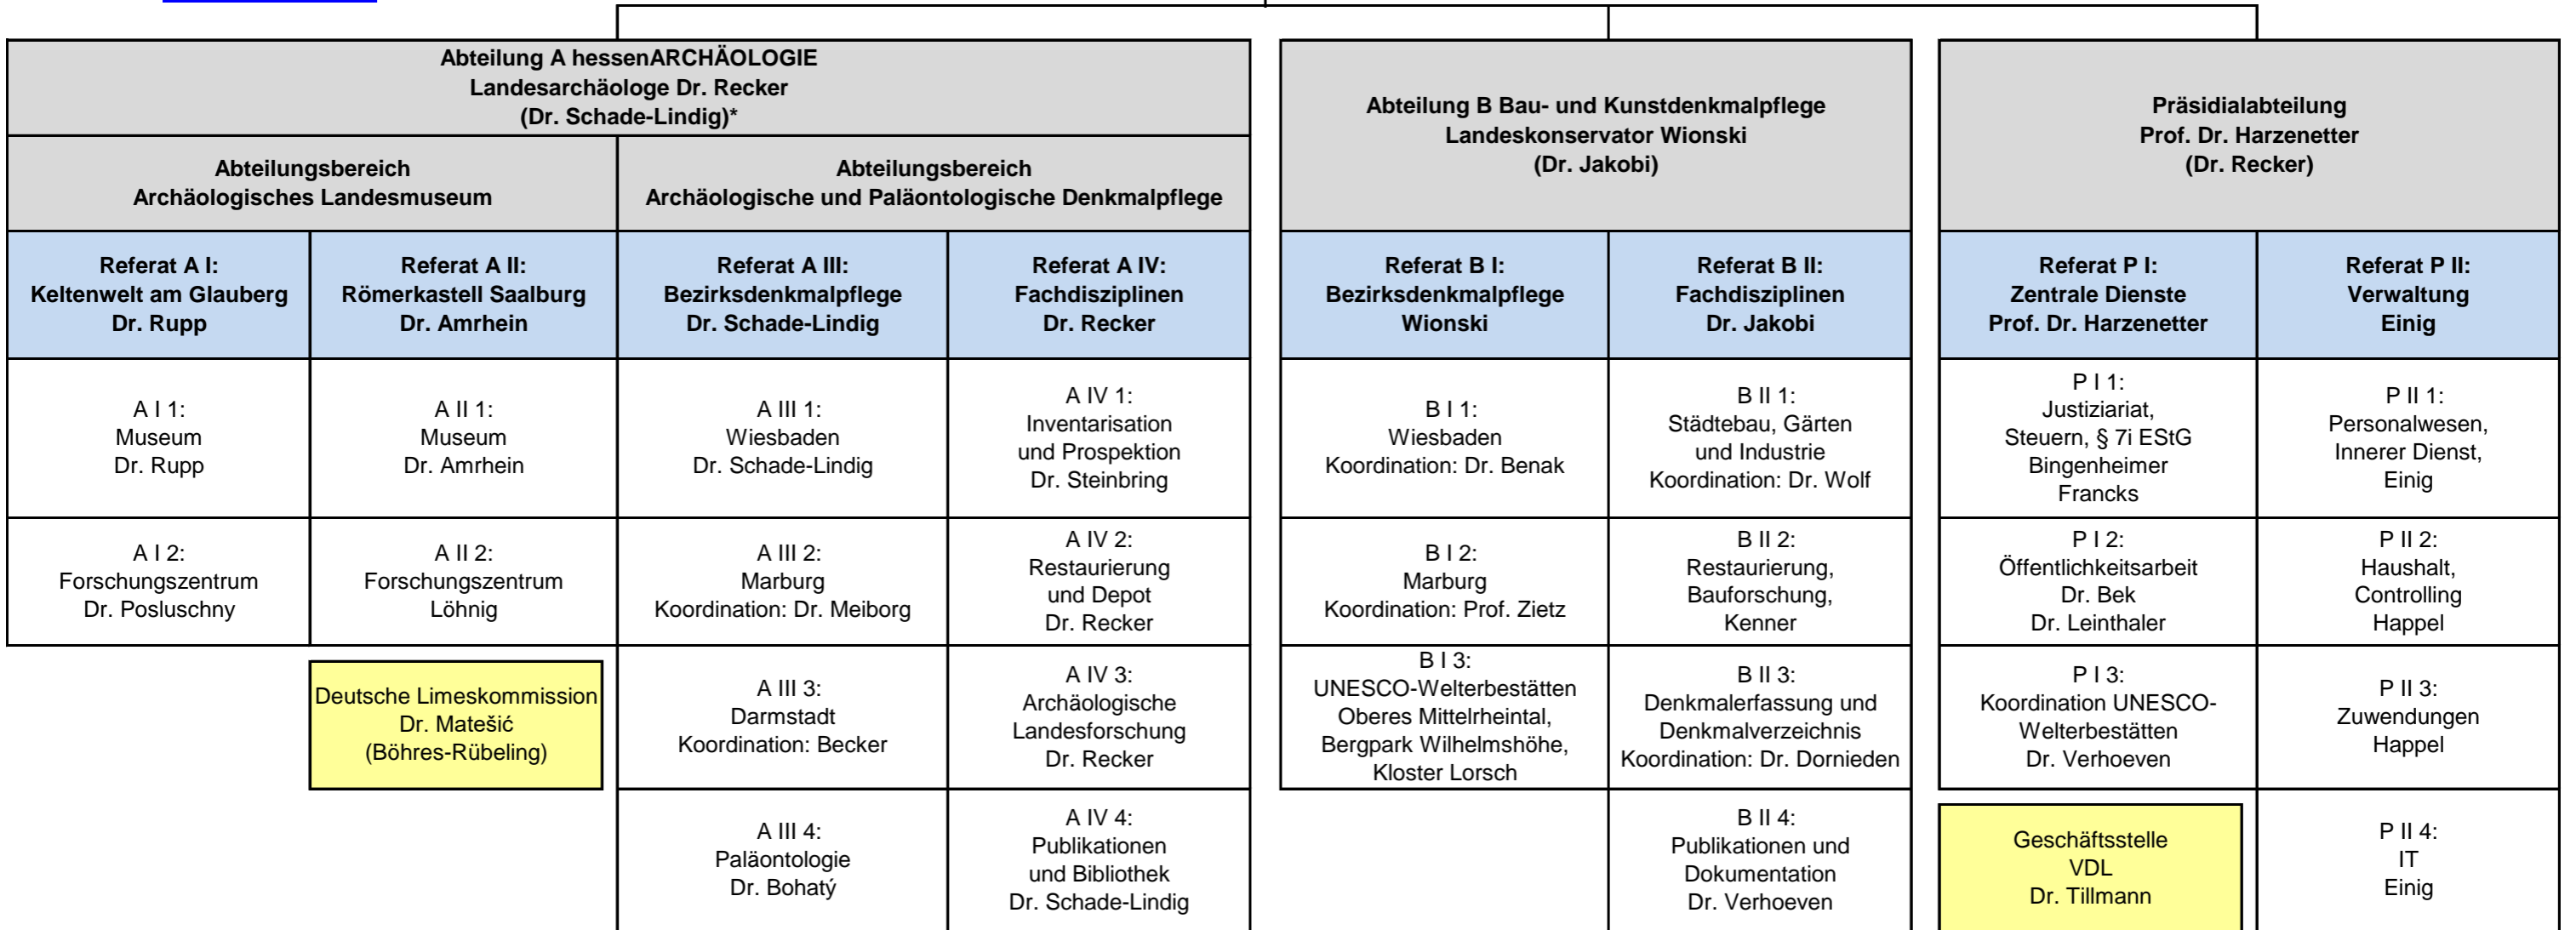 Abteilung A hessenARCHÄOLOGIE
Landesarchäologe Dr. Recker
(Dr. Schade-Lindig)*
Abteilungsbereich
Archäologisches Landesmuseum
Abteilungsbereich
Archäologische und Paläontologische Denkmalpflege
Abteilung B Bau- und Kunstdenkmalpflege
Landeskonservator Wionski
(Dr. Jakobi)
Präsidialabteilung
Prof. Dr. Harzenetter
(Dr. Recker)
Referat A I:
Keltenwelt am Glauberg
Dr. Rupp
Referat A II:
Römerkastell Saalburg
Dr. Amrhein
Referat A III:
Bezirksdenkmalpflege
Dr. Schade-Lindig
Referat A IV:
Fachdisziplinen
Dr. Recker
Referat B I:
Bezirksdenkmalpflege
Wionski
Referat B II:
Fachdisziplinen
Dr. Jakobi
Referat P I:
Zentrale Dienste
Prof. Dr. Harzenetter
Referat P II:
Verwaltung
Einig
A I 1:
Museum
Dr. Rupp
A II 1:
Museum
Dr. Amrhein
A III 1:
Wiesbaden
Dr. Schade-Lindig
A IV 1:
Inventarisation
und Prospektion
Dr. Steinbring
B I 1:
Wiesbaden
Koordination: Dr. Benak
B II 1:
Städtebau, Gärten
und Industrie
Koordination: Dr. Wolf
P I 1:
Justiziariat,
Steuern, § 7i EStG
Bingenheimer
Francks
P II 1:
Personalwesen,
Innerer Dienst,
Einig
A I 2:
Forschungszentrum
Dr. Posluschny
A II 2:
Forschungszentrum
Löhnig
A III 2:
Marburg
Koordination: Dr. Meiborg
A IV 2:
Restaurierung
und Depot
Dr. Recker
B I 2:
Marburg
Koordination: Prof. Zietz
B II 2:
Restaurierung,
Bauforschung,
Kenner
P I 2:
Öffentlichkeitsarbeit
Dr. Bek
Dr. Leinthaler
P II 2:
Haushalt,
Controlling
Happel
Deutsche Limeskommission
Dr. Matešić
(Böhres-Rübeling)
A III 3:
Darmstadt
Koordination: Becker
A IV 3:
Archäologische
Landesforschung
Dr. Recker
B I 3:
UNESCO-Welterbestätten
Oberes Mittelrheintal,
Bergpark Wilhelmshöhe,
Kloster Lorsch
B II 3:
Denkmalerfassung und
Denkmalverzeichnis
Koordination: Dr. Dornieden
P I 3:
Koordination UNESCO-
Welterbestätten
Dr. Verhoeven
P II 3:
Zuwendungen
Happel
A III 4:
Paläontologie
Dr. Bohatý
A IV 4:
Publikationen
und Bibliothek
Dr. Schade-Lindig
B II 4:
Publikationen und
Dokumentation
Dr. Verhoeven
Geschäftsstelle
VDL
Dr. Tillmann
P II 4:
IT
Einig